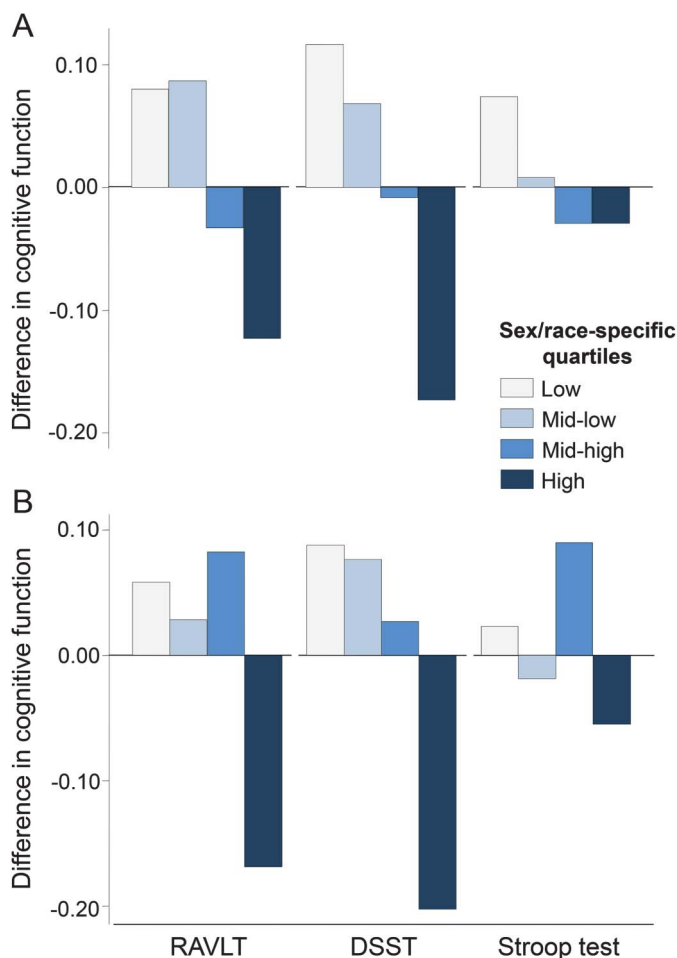 A
Difference in cognitive function
0.10
0.00
-0.10
-0.20
Sex/race-specific
quartiles
Low
Mid-low
Mid-high
High
B
Difference in cognitive function
0.10
0.00
-0.10
-0.20
RAVLT
DSST
Stroop test